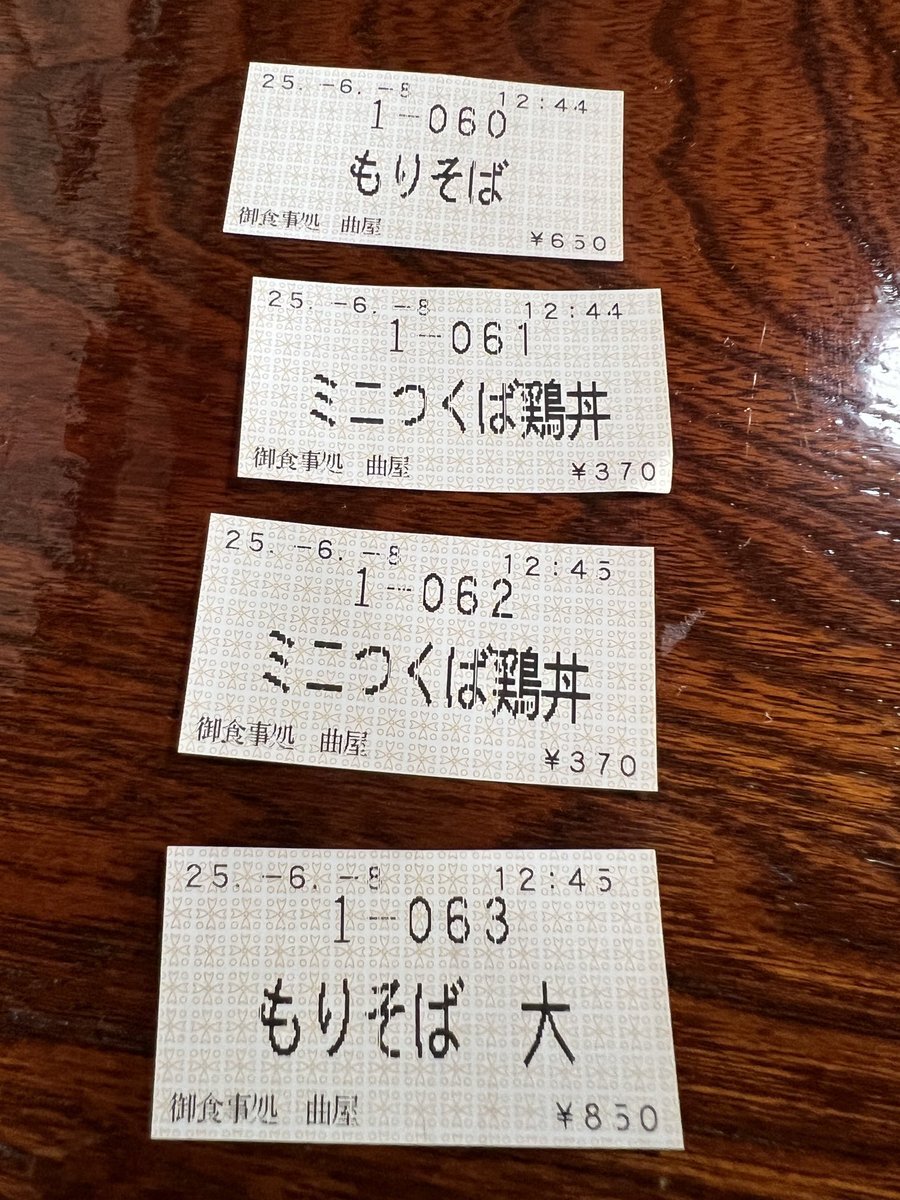 25.-6.-8 12:44
1-060
もりそば
御食事処 曲屋
¥650
25.-6.-8 12:44
1-061
ミニつくば鶏丼
御食事処 曲屋
¥370
25.-6.-8 12:45
1-062
ミニつくば鶏丼
御食事処 曲屋
¥370
25.-6.-8 12:45
1-063
もりそば 大
御食事処 曲屋
¥850